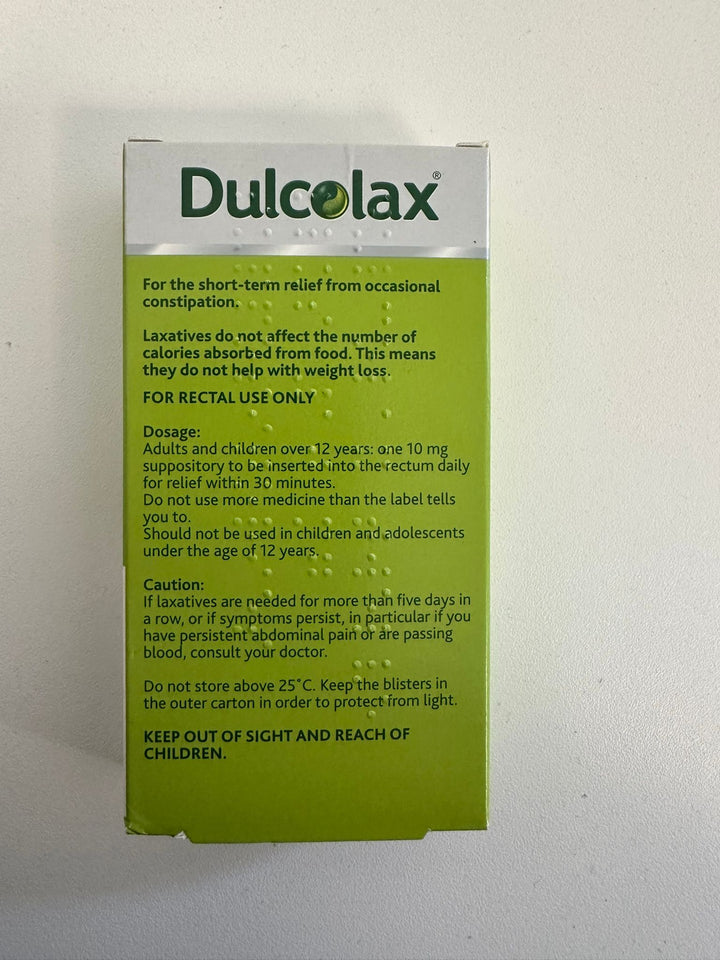 Dulcolax®
For the short-term relief from occasional
constipation.
Laxatives do not affect the number of
calories absorbed from food. This means
they do not help with weight loss.
FOR RECTAL USE ONLY
Dosage:
Adults and children over 12 years: one 10 mg
suppository to be inserted into the rectum daily
for relief within 30 minutes.
Do not use more medicine than the label tells
you to.
Should not be used in children and adolescents
under the age of 12 years.
Caution:
If laxatives are needed for more than five days in
a row, or if symptoms persist, in particular if you
have persistent abdominal pain or are passing
blood, consult your doctor.
Do not store above 25˚C. Keep the blisters in
the outer carton in order to protect from light.
KEEP OUT OF SIGHT AND REACH OF
CHILDREN.